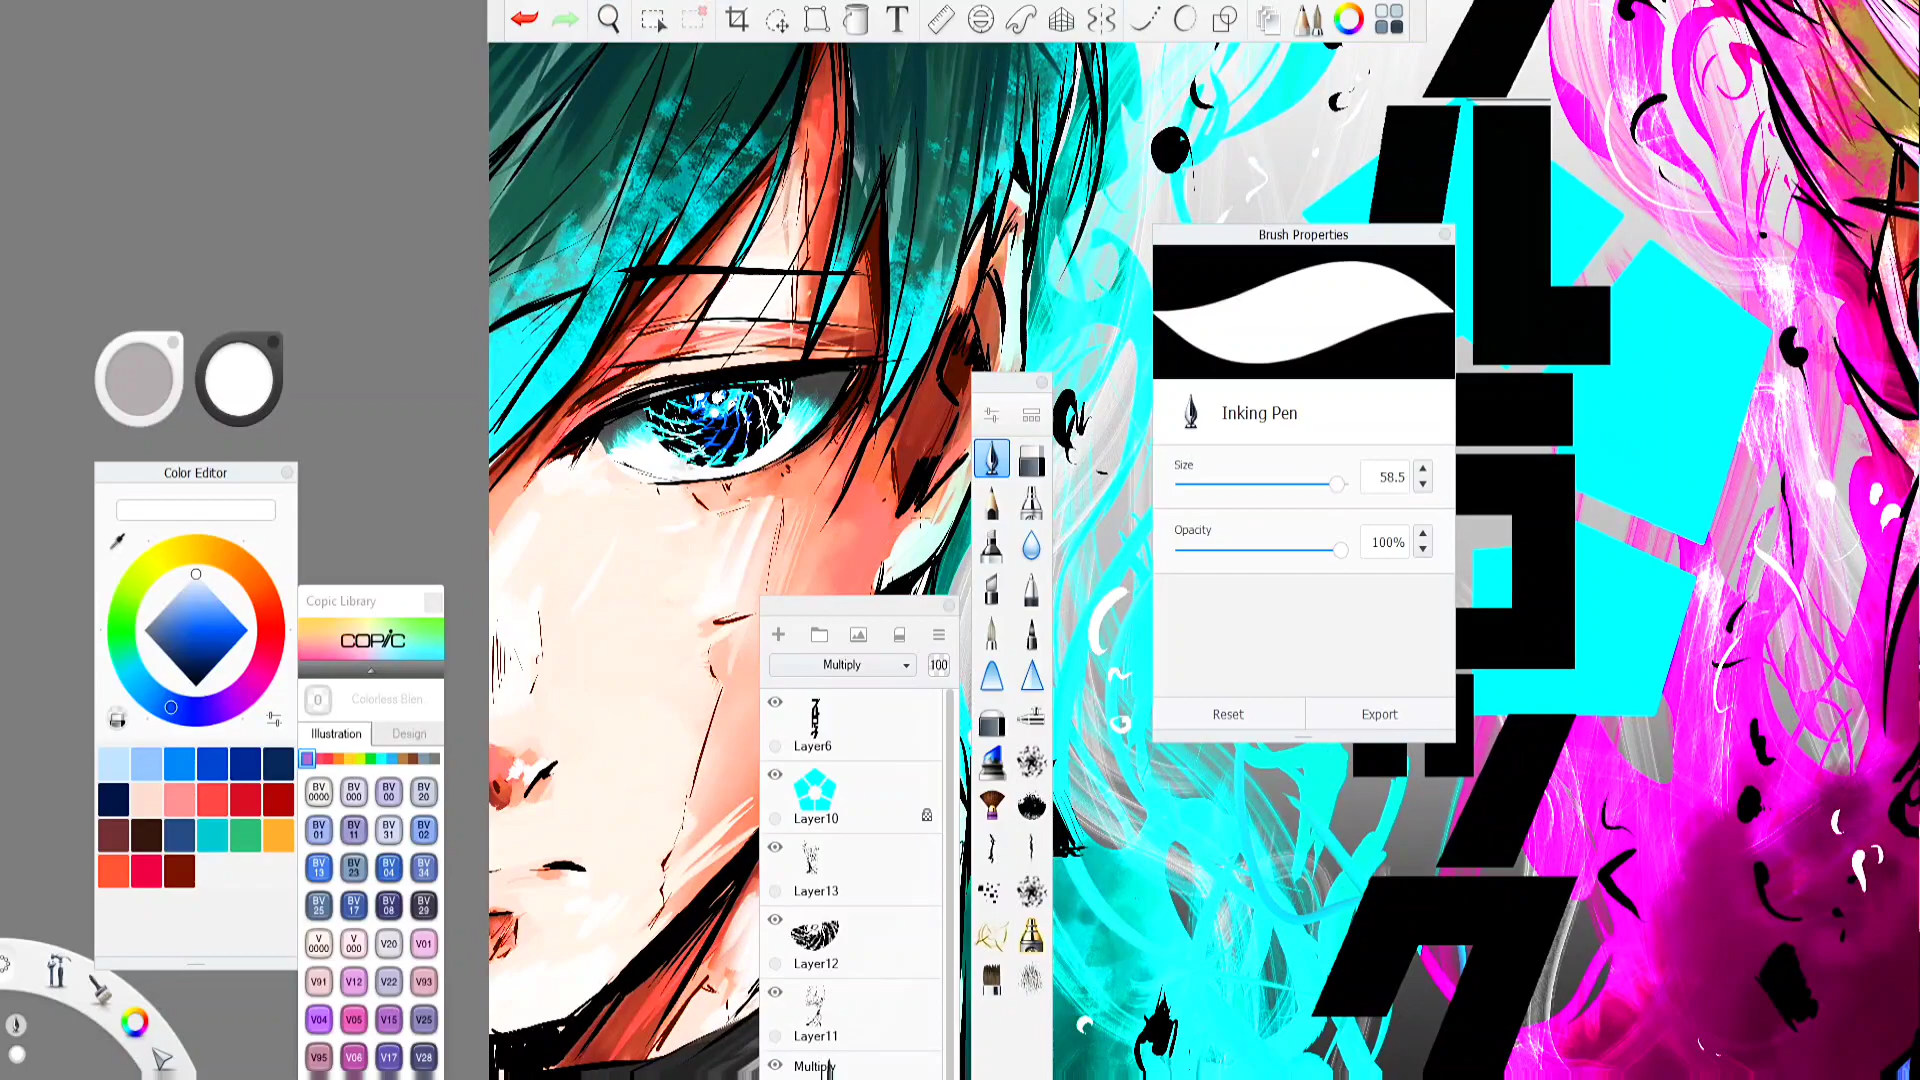 Brush Properties
Inking Pen
Size
58.5
Opacity
100%
Reset
Export
Color Editor
Copic Library
COPIC
0
Colorless Blen..
Illustration
Design
BV 0000
BV 000
BV 00
BV 20
BV 01
BV 11
BV 31
BV 02
BV 13
BV 23
BV 04
BV 34
BV 25
BV 17
BV 08
BV 29
V 0000
V 000
V20
V01
V91
V12
V22
V93
V04
V05
V15
V25
V95
V06
V17
V28
Multiply
100
Layer6
Layer10
Layer13
Layer12
Layer11
Multiply